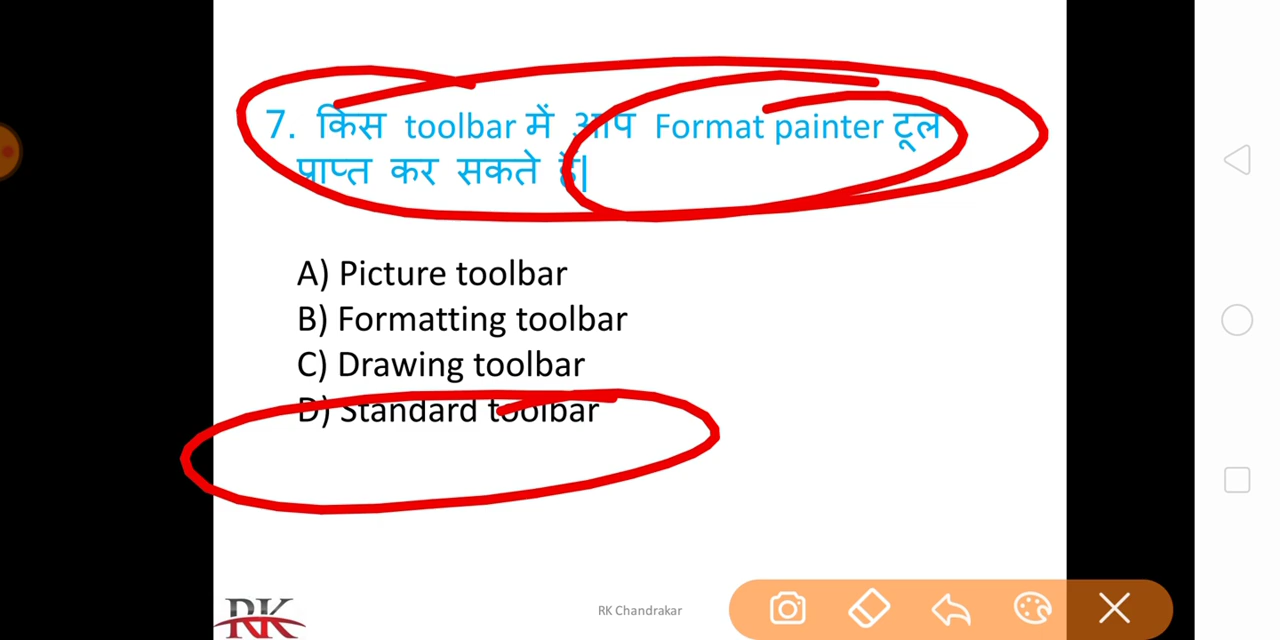 7. किस toolbar में आप Format painter टूल
प्राप्त कर सकते हैं|
A) Picture toolbar
B) Formatting toolbar
C) Drawing toolbar
D) Standard toolbar
RK
RK Chandrakar